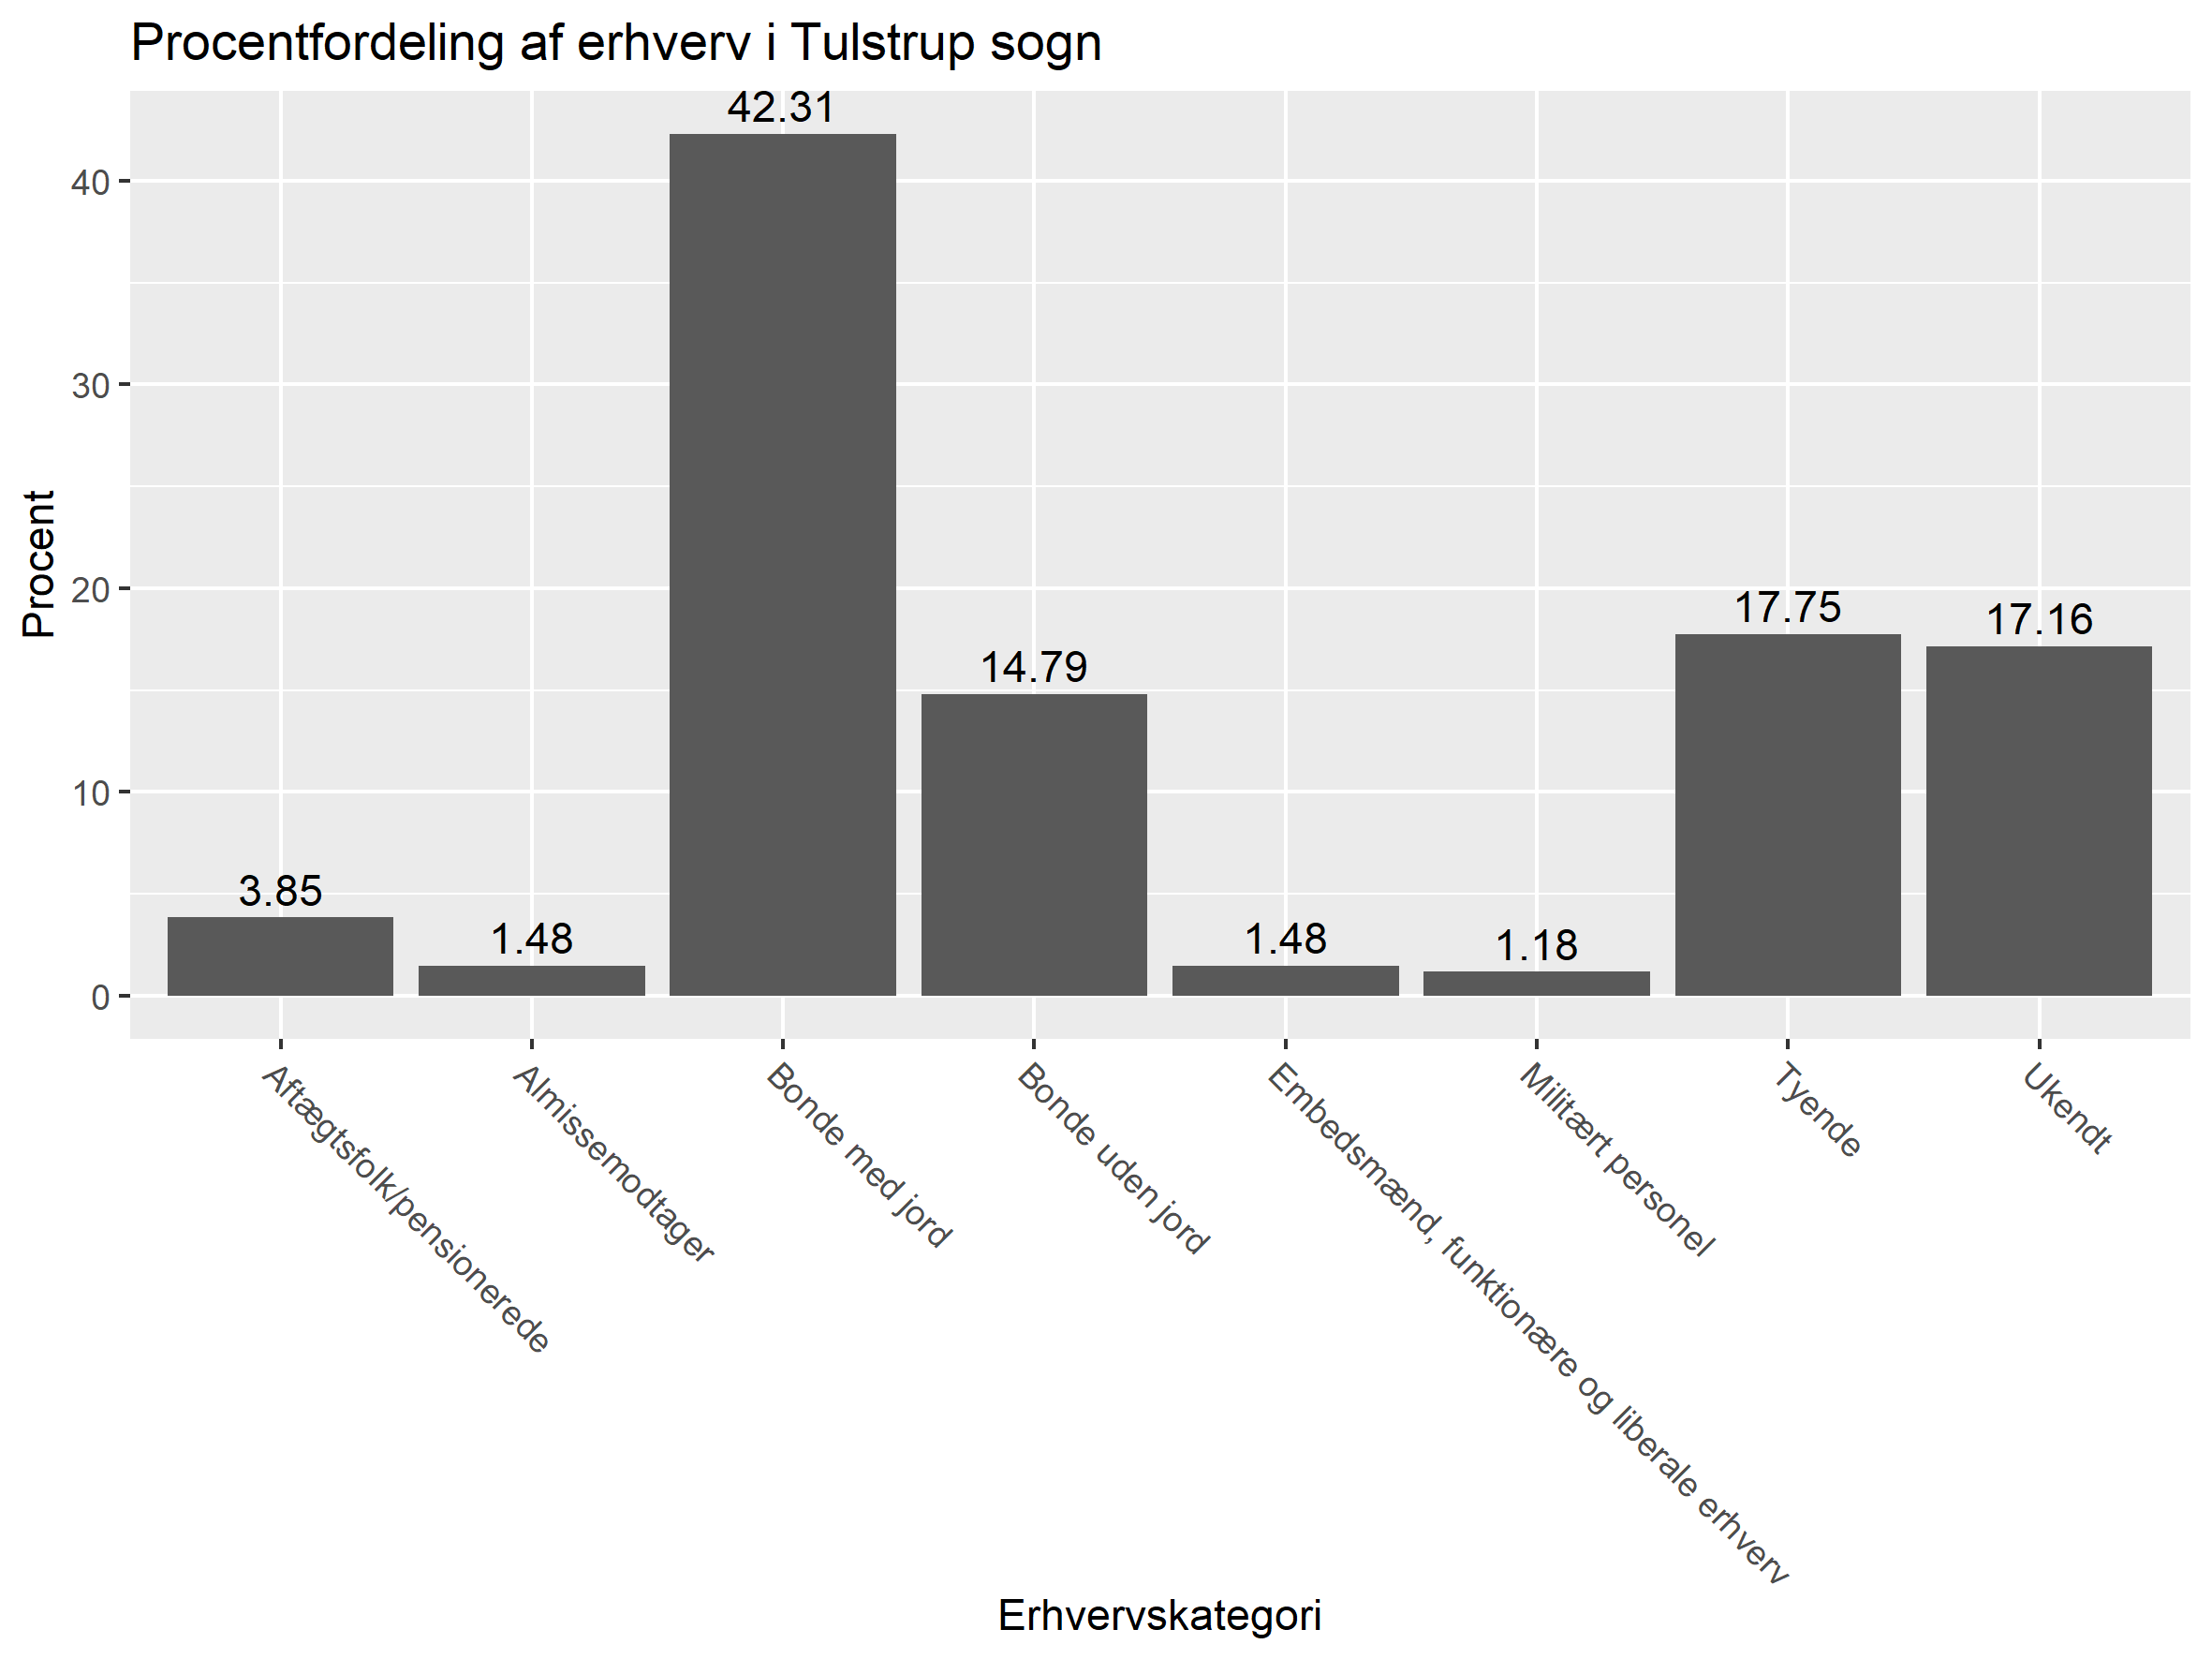 Procentfordeling af erhverv i Tulstrup sogn
Procent
40
30
20
10
0
3.85
1.48
42.31
14.79
1.48
1.18
17.75
17.16
Aftægtsfolk/pensionerede
Almissemodtager
Bonde med jord
Bonde uden jord
Embedsmænd, funktionære og liberale erhverv
Militært personel
Tyende
Ukendt
Erhvervskategori